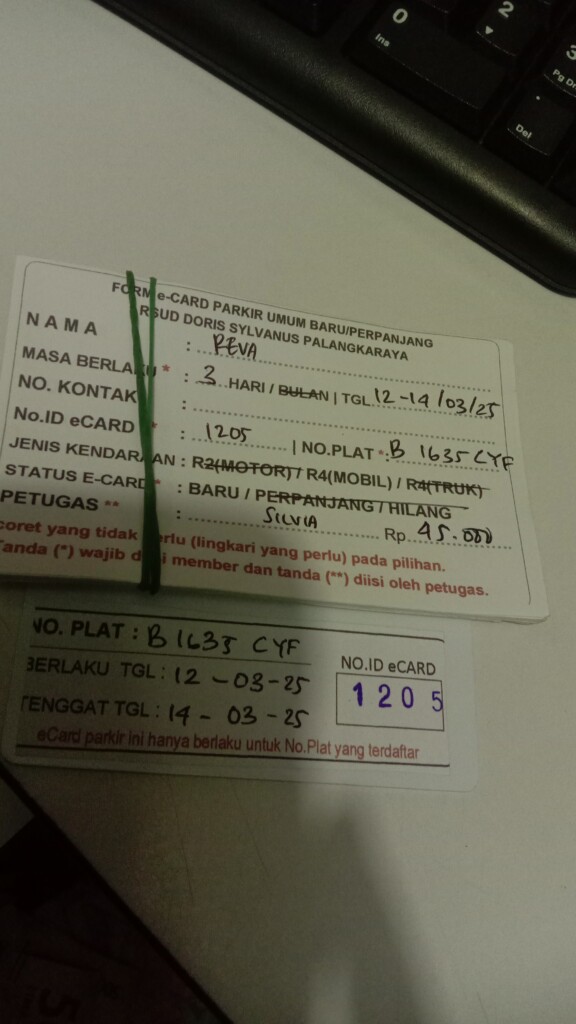 0
Ins
2
3
Pg Dn
.
Del
FORM e-CARD PARKIR UMUM BARU/PERPANJANG
RSUD DORIS SYLVANUS PALANGKARAYA
NAMA : REVA
MASA BERLAKU * : 3 HARI / BULAN | TGL 12-14/03/25
NO. KONTAK :
No.ID eCARD * : 1205 | NO.PLAT *: B 1635 CYF
JENIS KENDARAAN : R2(MOTOR) / R4(MOBIL) / R4(TRUK)
STATUS E-CARD * : BARU / PERPANJANG / HILANG
PETUGAS ** : SILVIA Rp 45.000
coret yang tidak perlu (lingkari yang perlu) pada pilihan.
Tanda (*) wajib diisi member dan tanda (**) diisi oleh petugas.
NO. PLAT : B 1635 CYF
BERLAKU TGL : 12 - 03 - 25
TENGGAT TGL : 14 - 03 - 25
NO.ID eCARD
1205
eCard parkir ini hanya berlaku untuk No.Plat yang terdaftar